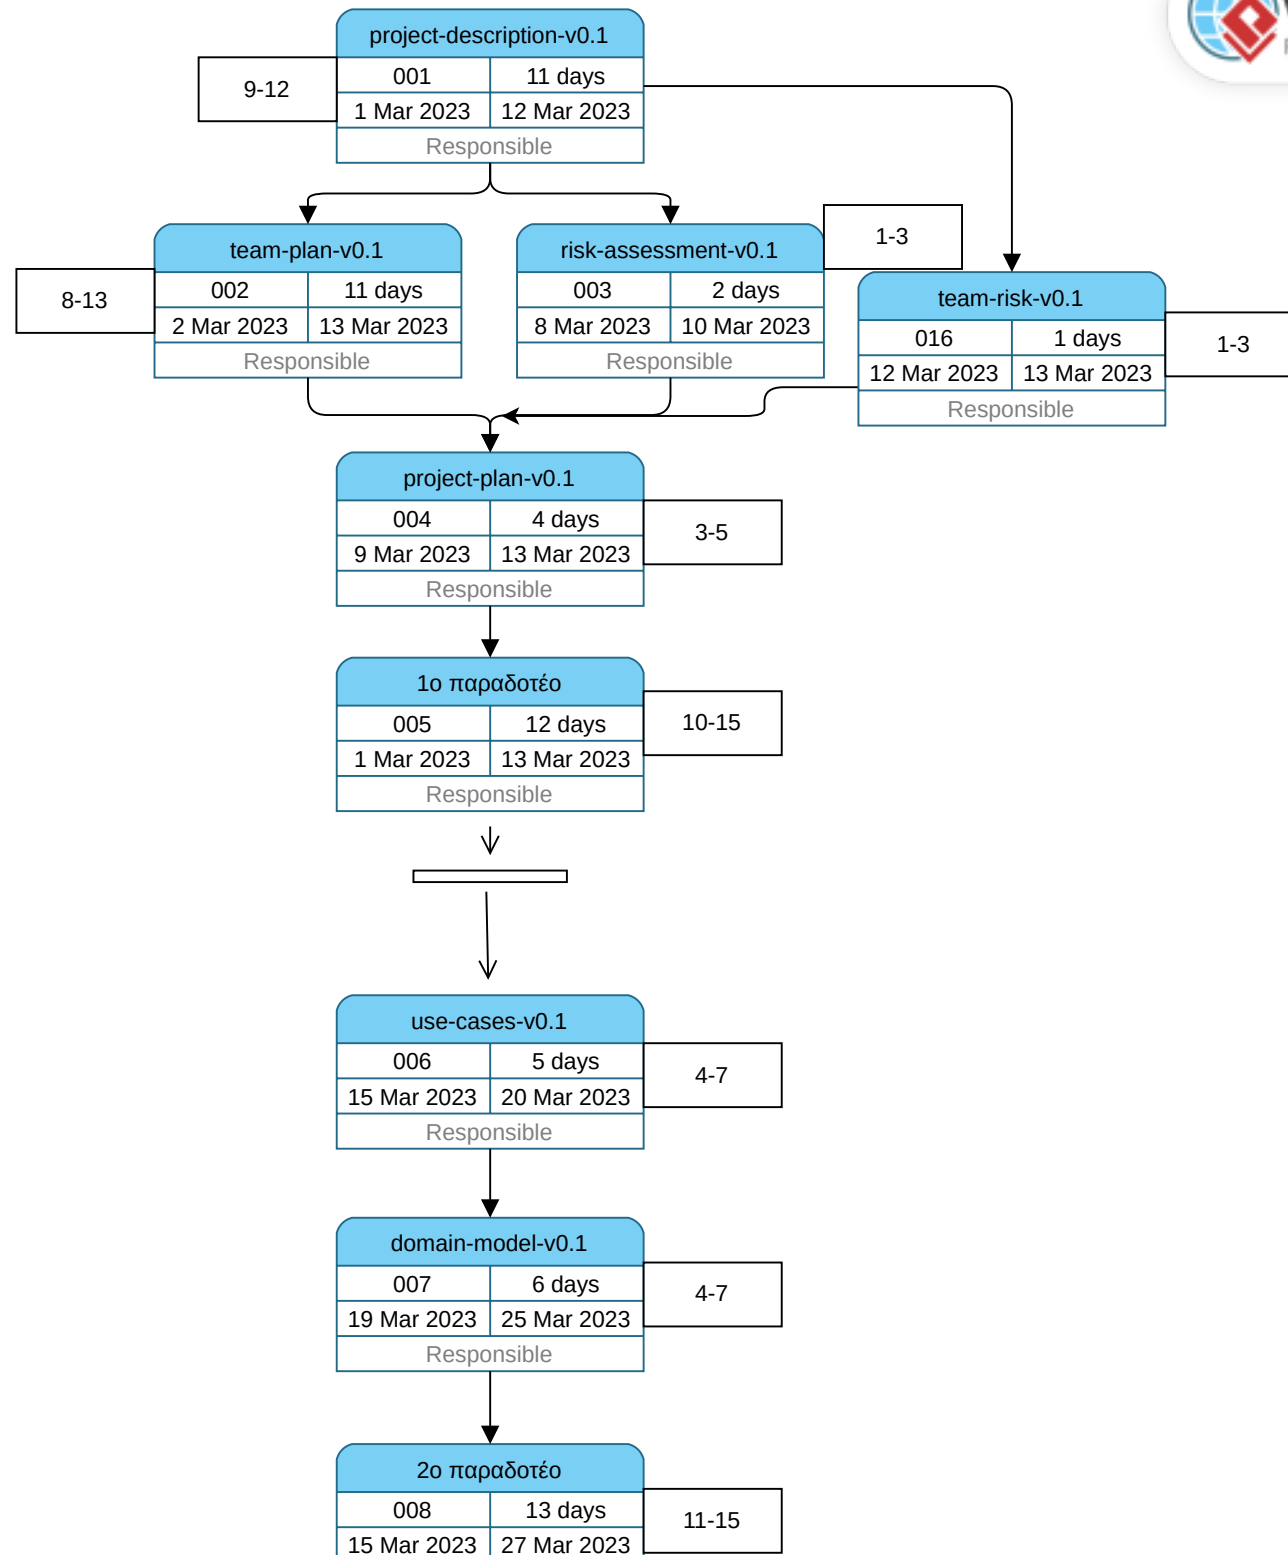 project-description-v0.1
9-12
001 11 days
1 Mar 2023 12 Mar 2023
Responsible
team-plan-v0.1
8-13
002 11 days
2 Mar 2023 13 Mar 2023
Responsible
risk-assessment-v0.1
1-3
003 2 days
8 Mar 2023 10 Mar 2023
Responsible
team-risk-v0.1
016 1 days
1-3
12 Mar 2023 13 Mar 2023
Responsible
project-plan-v0.1
004 4 days
3-5
9 Mar 2023 13 Mar 2023
Responsible
1ο παραδοτέο
005 12 days
10-15
1 Mar 2023 13 Mar 2023
Responsible
use-cases-v0.1
006 5 days
4-7
15 Mar 2023 20 Mar 2023
Responsible
domain-model-v0.1
007 6 days
4-7
19 Mar 2023 25 Mar 2023
Responsible
2ο παραδοτέο
008 13 days
11-15
15 Mar 2023 27 Mar 2023